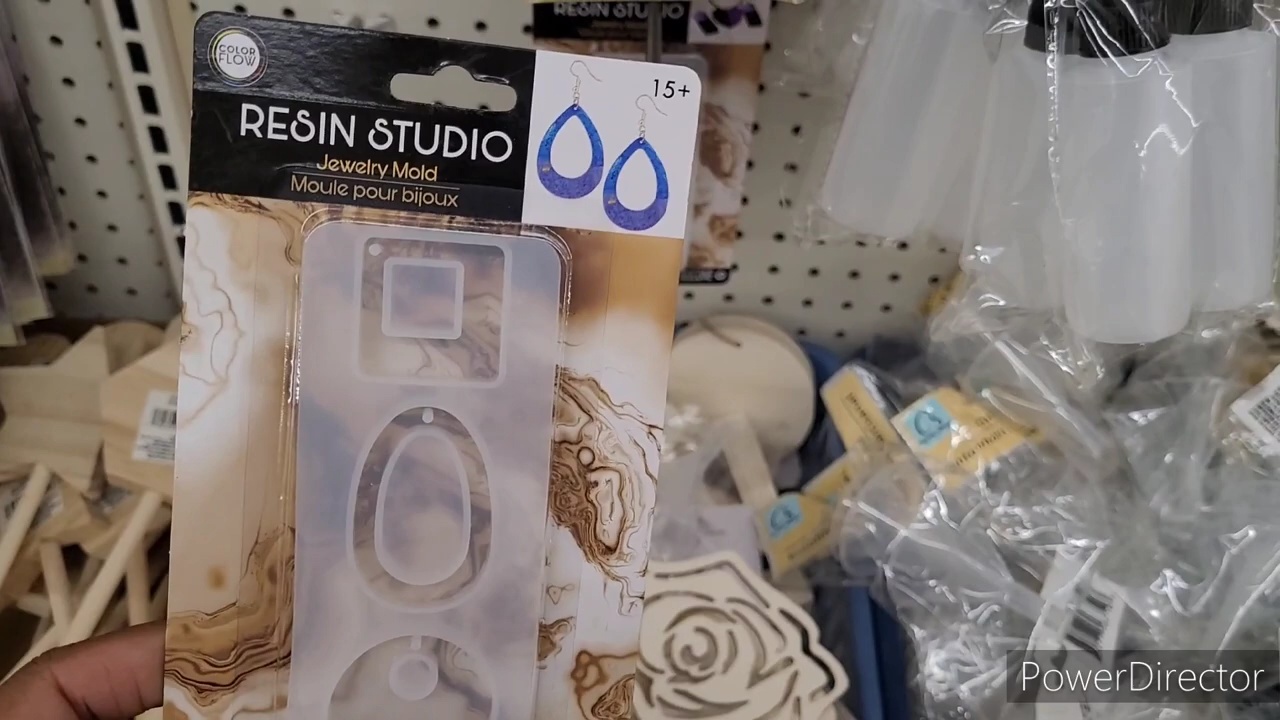 RESIN STUDIO
COLOR
FLOW
15+
RESIN STUDIO
Jewelry Mold
Moule pour bijoux
PowerDirector